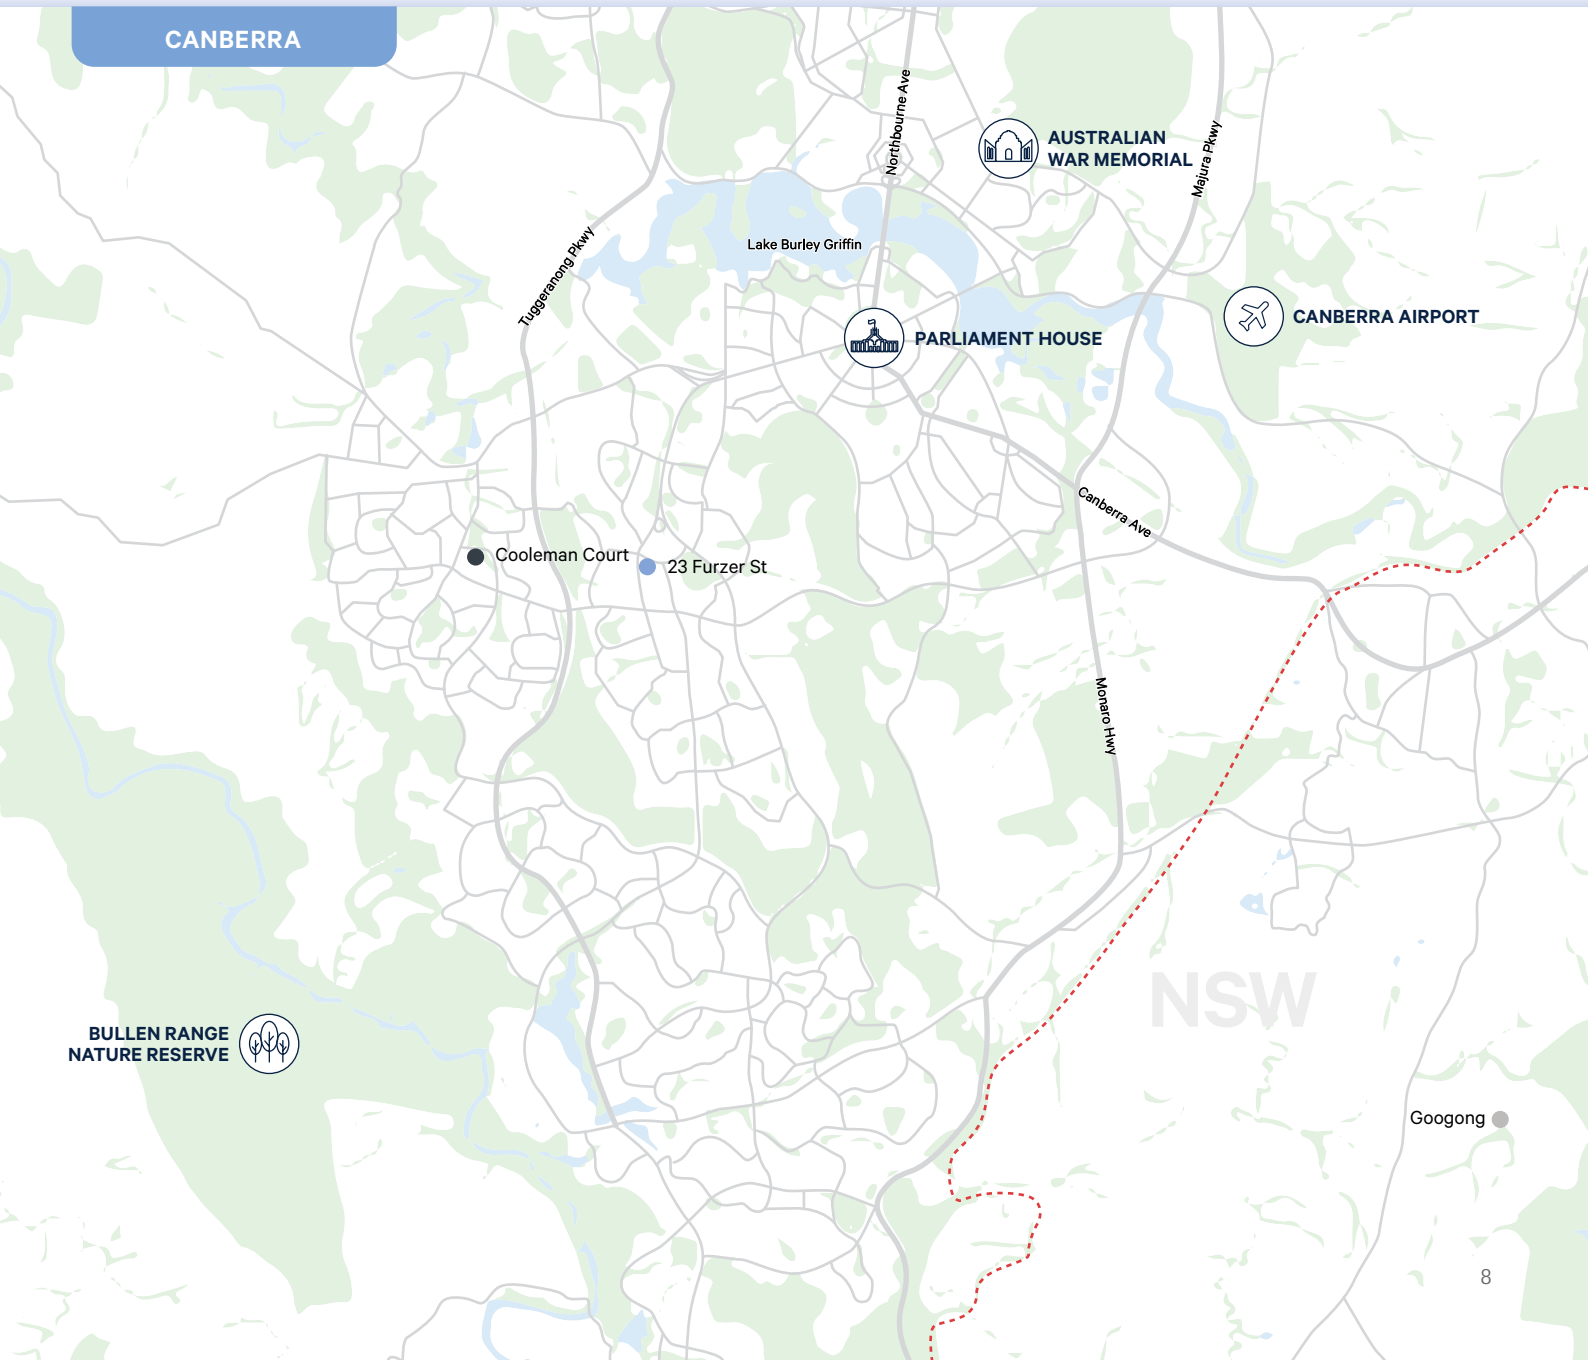 CANBERRA
Northbourne Ave
AUSTRALIAN
WAR MEMORIAL
Majura Pkwy
Tuggeranong Pkwy
Lake Burley Griffin
CANBERRA AIRPORT
PARLIAMENT HOUSE
Canberra Ave
Cooleman Court
23 Furzer St
Monaro Hwy
NSW
BULLEN RANGE
NATURE RESERVE
Googong
8